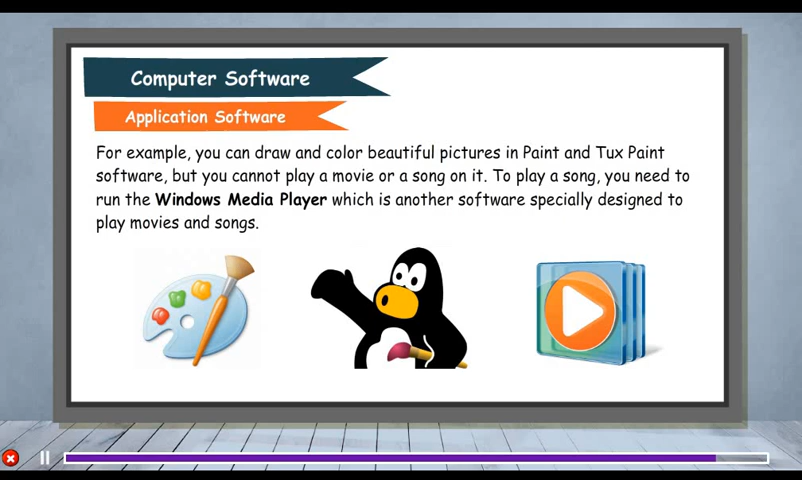 Computer Software
Application Software
For example, you can draw and color beautiful pictures in Paint and Tux Paint
software, but you cannot play a movie or a song on it. To play a song, you need to
run the Windows Media Player which is another software specially designed to
play movies and songs.